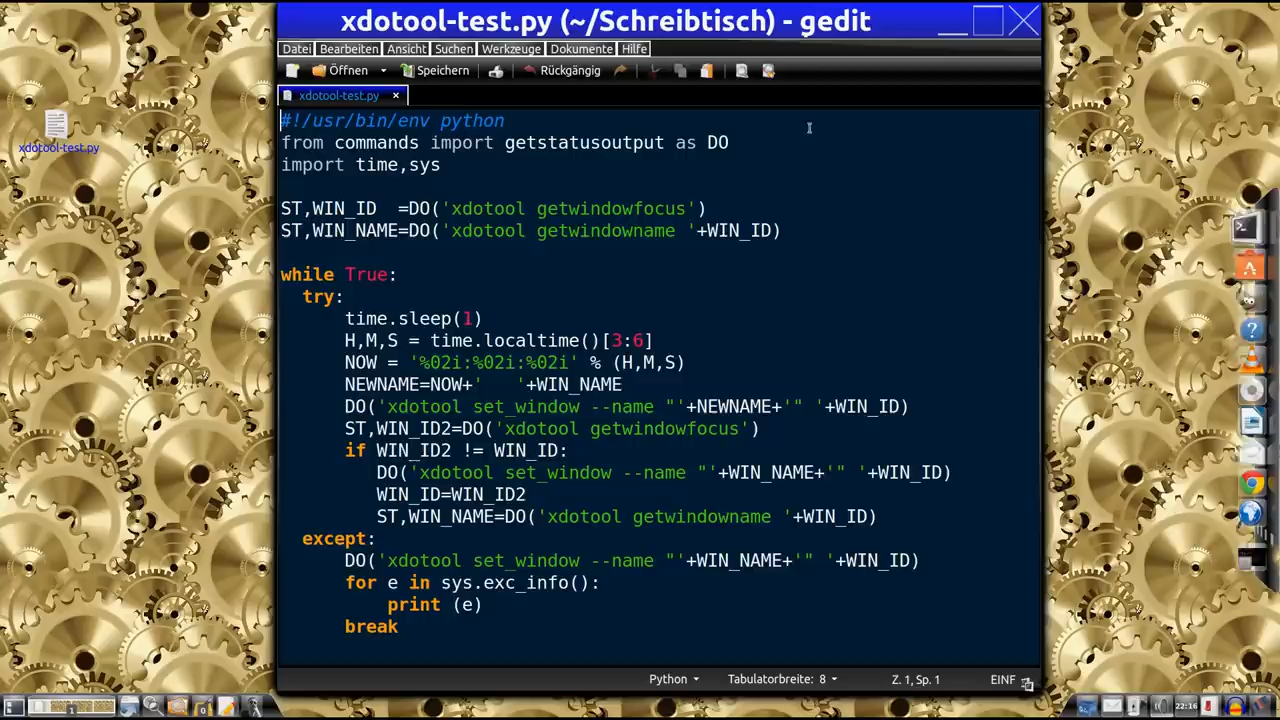 xdotool-test.py (~/Schreibtisch) - gedit
Datei Bearbeiten Ansicht Suchen Werkzeuge Dokumente Hilfe
Öffnen Speichern Rückgängig
xdotool-test.py
xdotool-test.py
#!/usr/bin/env python
from commands import getstatusoutput as DO
import time,sys
ST,WIN_ID  =DO('xdotool getwindowfocus')
ST,WIN_NAME=DO('xdotool getwindowname '+WIN_ID)
while True:
  try:
      time.sleep(1)
      H,M,S = time.localtime()[3:6]
      NOW = '%02i:%02i:%02i' % (H,M,S)
      NEWNAME=NOW+'   '+WIN_NAME
      DO('xdotool set_window --name "'+NEWNAME+'" '+WIN_ID)
      ST,WIN_ID2=DO('xdotool getwindowfocus')
      if WIN_ID2 != WIN_ID:
         DO('xdotool set_window --name "'+WIN_NAME+'" '+WIN_ID)
         WIN_ID=WIN_ID2
         ST,WIN_NAME=DO('xdotool getwindowname '+WIN_ID)
  except:
      DO('xdotool set_window --name "'+WIN_NAME+'" '+WIN_ID)
      for e in sys.exc_info():
          print (e)
      break
Python Tabulatorbreite: 8 Z. 1, Sp. 1 EINF
1 0 22:16